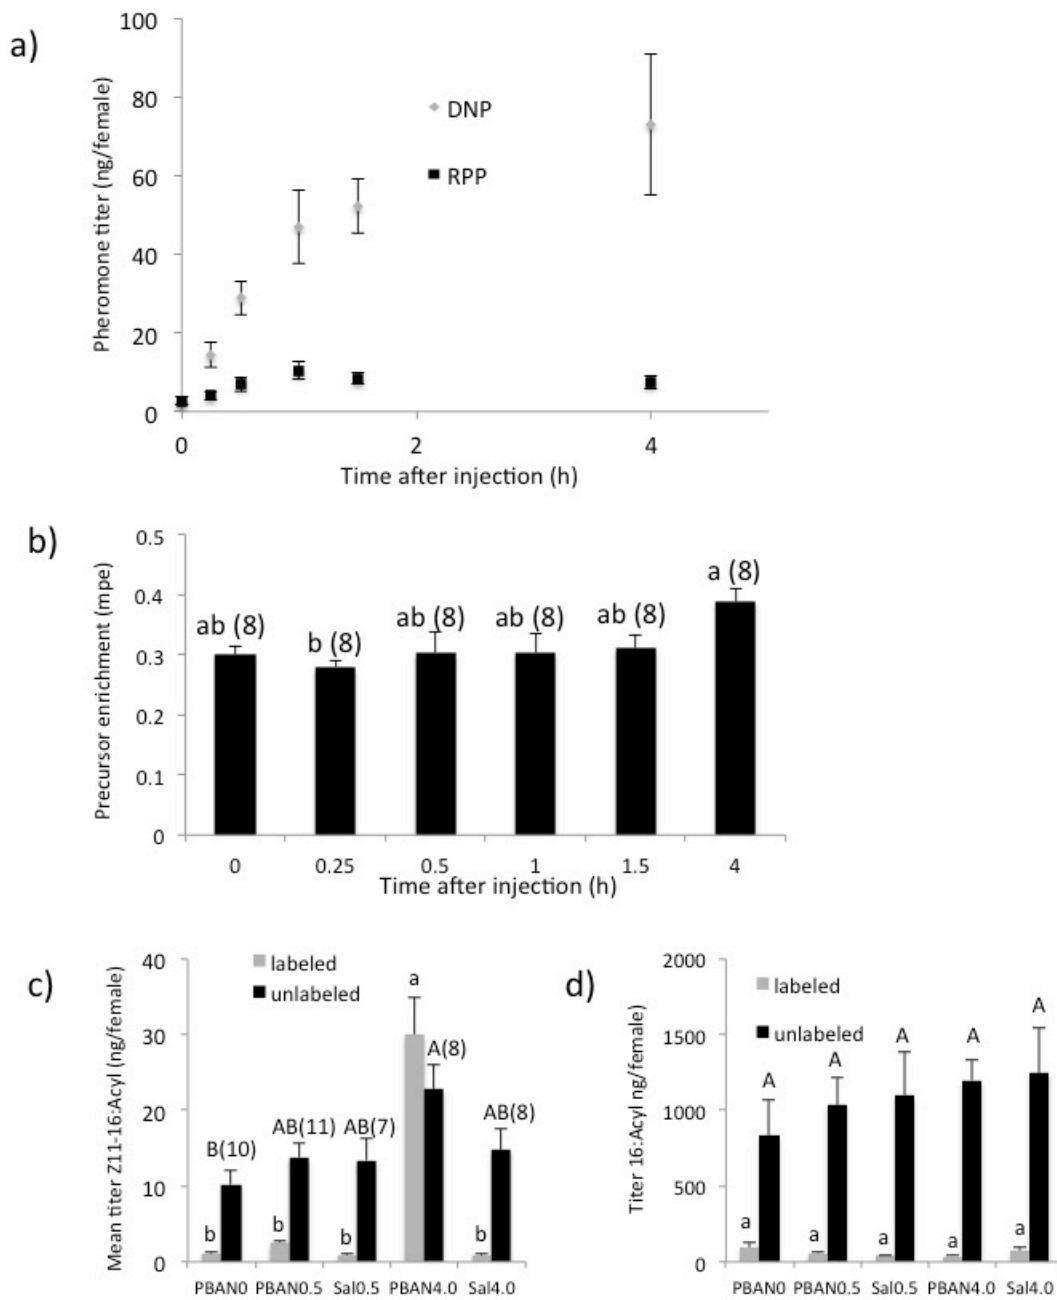 a)
Pheromone titer (ng/female)
100
80
60
40
20
0
DNP
RPP
0 2 4
Time after injection (h)
b)
Precursor enrichment (mpe)
0.5
0.4
0.3
0.2
0.1
0
ab (8) b (8) ab (8) ab (8) ab (8) a (8)
0 0.25 0.5 1 1.5 4
Time after injection (h)
c)
Mean titer Z11-16:Acyl (ng/female)
40
30
20
10
0
labeled
unlabeled
b B(10) b AB(11) b AB(7) a A(8) b AB(8)
PBAN0 PBAN0.5 Sal0.5 PBAN4.0 Sal4.0
d)
Titer 16:Acyl ng/female)
2000
1500
1000
500
0
labeled
unlabeled
a A a A a A a A a A
PBAN0 PBAN0.5 Sal0.5 PBAN4.0 Sal4.0